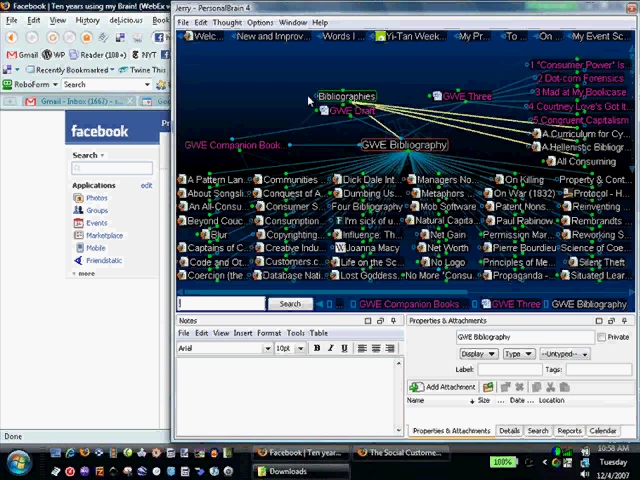 Facebook | Ten years using my Brain! (WebEx
Jerry - PersonalBrain 4
File Edit View History del.icio.us
File Edit Thought Options Window Help
Gmail WP Reader (100+) NYT
Recently Bookmarked Twine This
RoboForm Search
Gmail - Inbox (1667) -
facebook
Search
Applications edit
Photos
Groups
Events
Marketplace
Mobile
Friendstatic
more
Done
Welc... New and Improv... Words I ... Yi-Tan Week... My Pr... To ... On ... My Event Sc
Bibliographies
GWE Draft
GWE Three
1 "Consumer Power" Is
2 Dot-com Forensics
3 Mad at My Bookcase
4 Courtney Love's Got It
5 Congruent Capitalism
A Curriculum for Cy...
A Hellenistic Bibliogr
All Consuming
GWE Companion Book...
GWE Bibliography
A Pattern Lan Communities Dick Dale Int Managers No... On Killing Property & Cont
About Songsli Conquest of A Dumbing Us... Metaphors ... On War (1832) Protocol - H
An All-Consu Consumer S... Four Bibliography Mob Software Patent Nons... Reinventing
Beyond Couc Consumption I'm sick of u Natural Capita Paul Rabinow Rembrandts
Blur Copyrighting Influence: Th Net Gain Permission Mar Reworking S
Captains of C Creative Indu Joanna Macy Net Worth Pierre Bourdieu Science of Coe
Code and Ot... Customers.c Life on the Sc... No Logo Principles of Me Silent Theft
Coercion (the Database Nati Lost Goddess... No More "Consu Propaganda - Situated Lear
Search
GWE Companion Books GWE Three GWE Bibliography
Notes
File Edit View Insert Format Tools Table
Arial 10pt B I U
Properties & Attachments
GWE Bibliography Private
Display Type --Untyped--
Label: Tags:
Add Attachment
Name Size ... Date ... Location
Properties & Attachments Details Search Reports Calendar
Facebook | Ten year... The Social Custome...
Downloads
100%
10:58 AM
Tuesday
12/4/2007